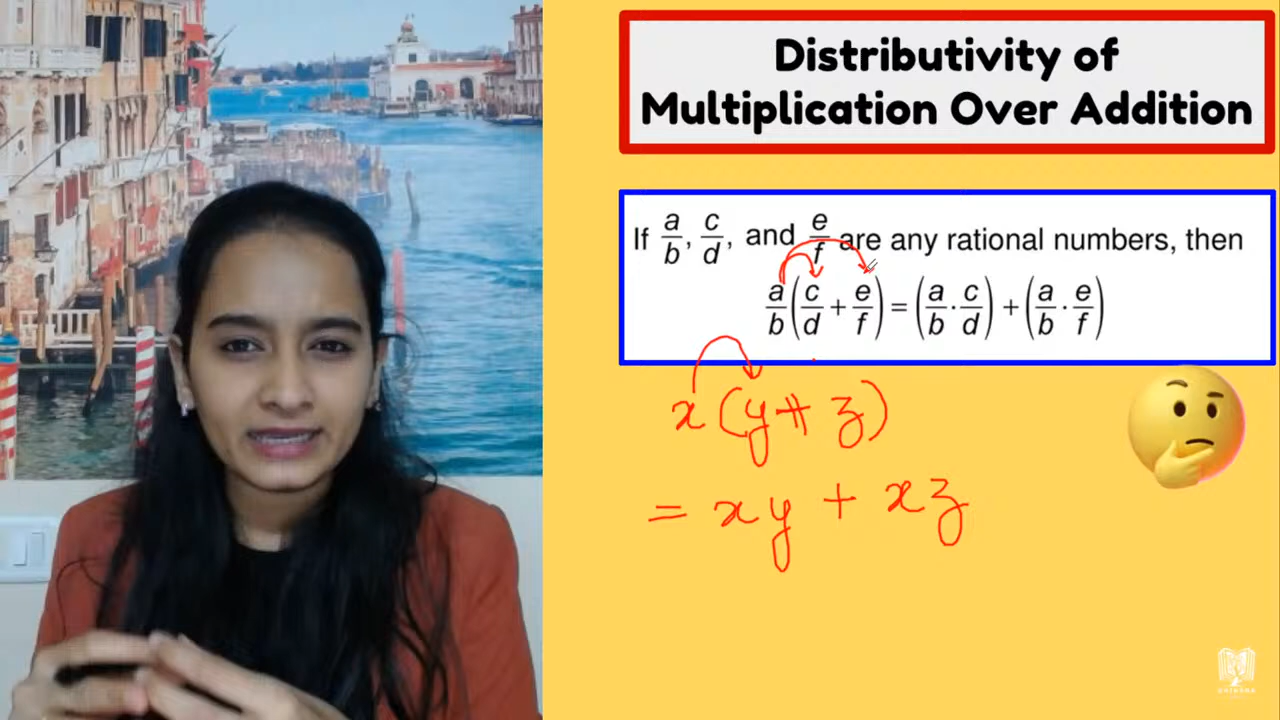 Distributivity of
Multiplication Over Addition
If a/b, c/d, and e/f are any rational numbers, then
a/b(c/d + e/f) = (a/b · c/d) + (a/b · e/f)
x(y + z)
= xy + xz